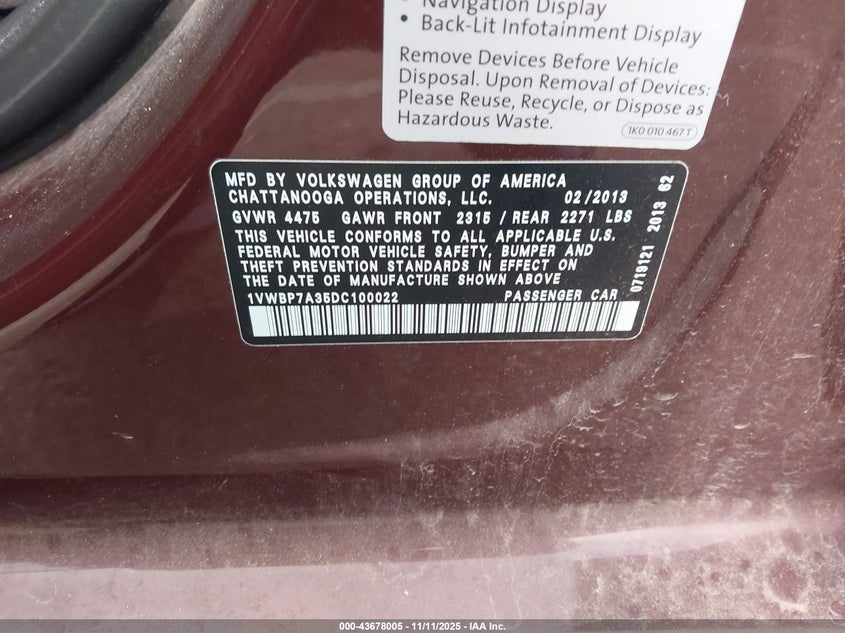 • Navigation Display
• Back-Lit Infotainment Display
Remove Devices Before Vehicle
Disposal. Upon Removal of Devices:
Please Reuse, Recycle, or Dispose as
Hazardous Waste.
1K0 010 467 T
MFD BY VOLKSWAGEN GROUP OF AMERICA
CHATTANOOGA OPERATIONS, LLC. 02/2013
GVWR 4475 GAWR FRONT 2315 / REAR 2271 LBS
THIS VEHICLE CONFORMS TO ALL APPLICABLE U.S.
FEDERAL MOTOR VEHICLE SAFETY, BUMPER AND
THEFT PREVENTION STANDARDS IN EFFECT ON
THE DATE OF MANUFACTURE SHOWN ABOVE
1VWBP7A35DC100022 PASSENGER CAR
0719121 2013 62
000-43678005 - 11/11/2025 - IAA Inc.